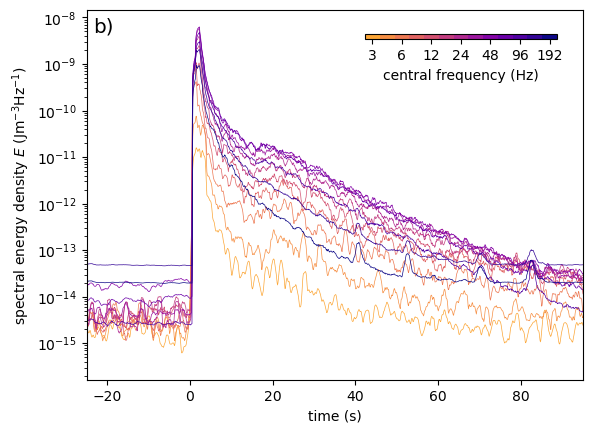 b)
3 6 12 24 48 96 192
central frequency (Hz)
spectral energy density E (Jm⁻³Hz⁻¹)
10⁻⁸
10⁻⁹
10⁻¹⁰
10⁻¹¹
10⁻¹²
10⁻¹³
10⁻¹⁴
10⁻¹⁵
−20 0 20 40 60 80
time (s)